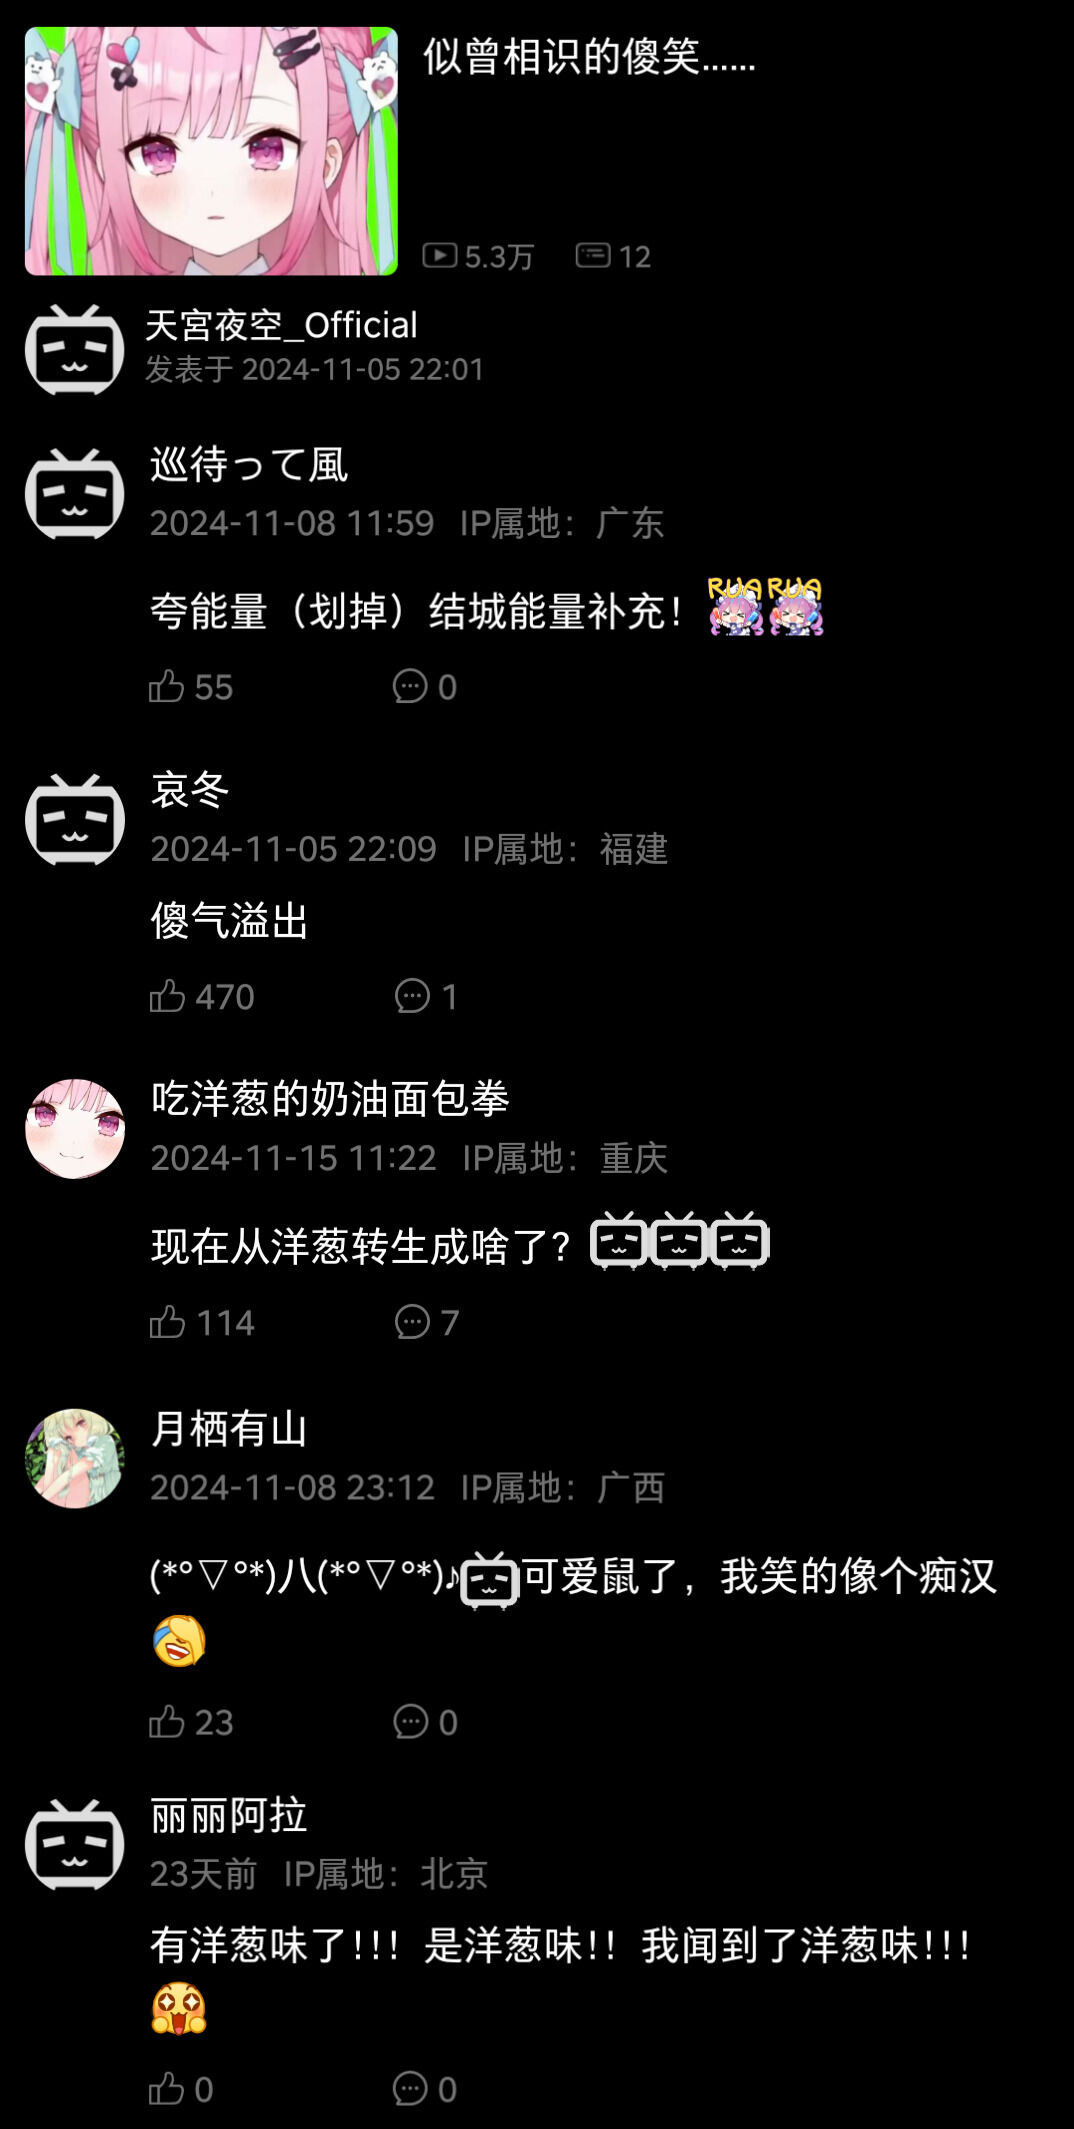 似曾相识的傻笑……
5.3万 12
天宮夜空_Official
发表于 2024-11-05 22:01
巡待って風
2024-11-08 11:59 IP属地：广东
夸能量（划掉）结城能量补充！RUA RUA
55 0
哀冬
2024-11-05 22:09 IP属地：福建
傻气溢出
470 1
吃洋葱的奶油面包拳
2024-11-15 11:22 IP属地：重庆
现在从洋葱转生成啥了？
114 7
月栖有山
2024-11-08 23:12 IP属地：广西
(*°▽°*)八(*°▽°*)♪可爱鼠了，我笑的像个痴汉
23 0
丽丽阿拉
23天前 IP属地：北京
有洋葱味了！！！是洋葱味！！我闻到了洋葱味！！！
0 0